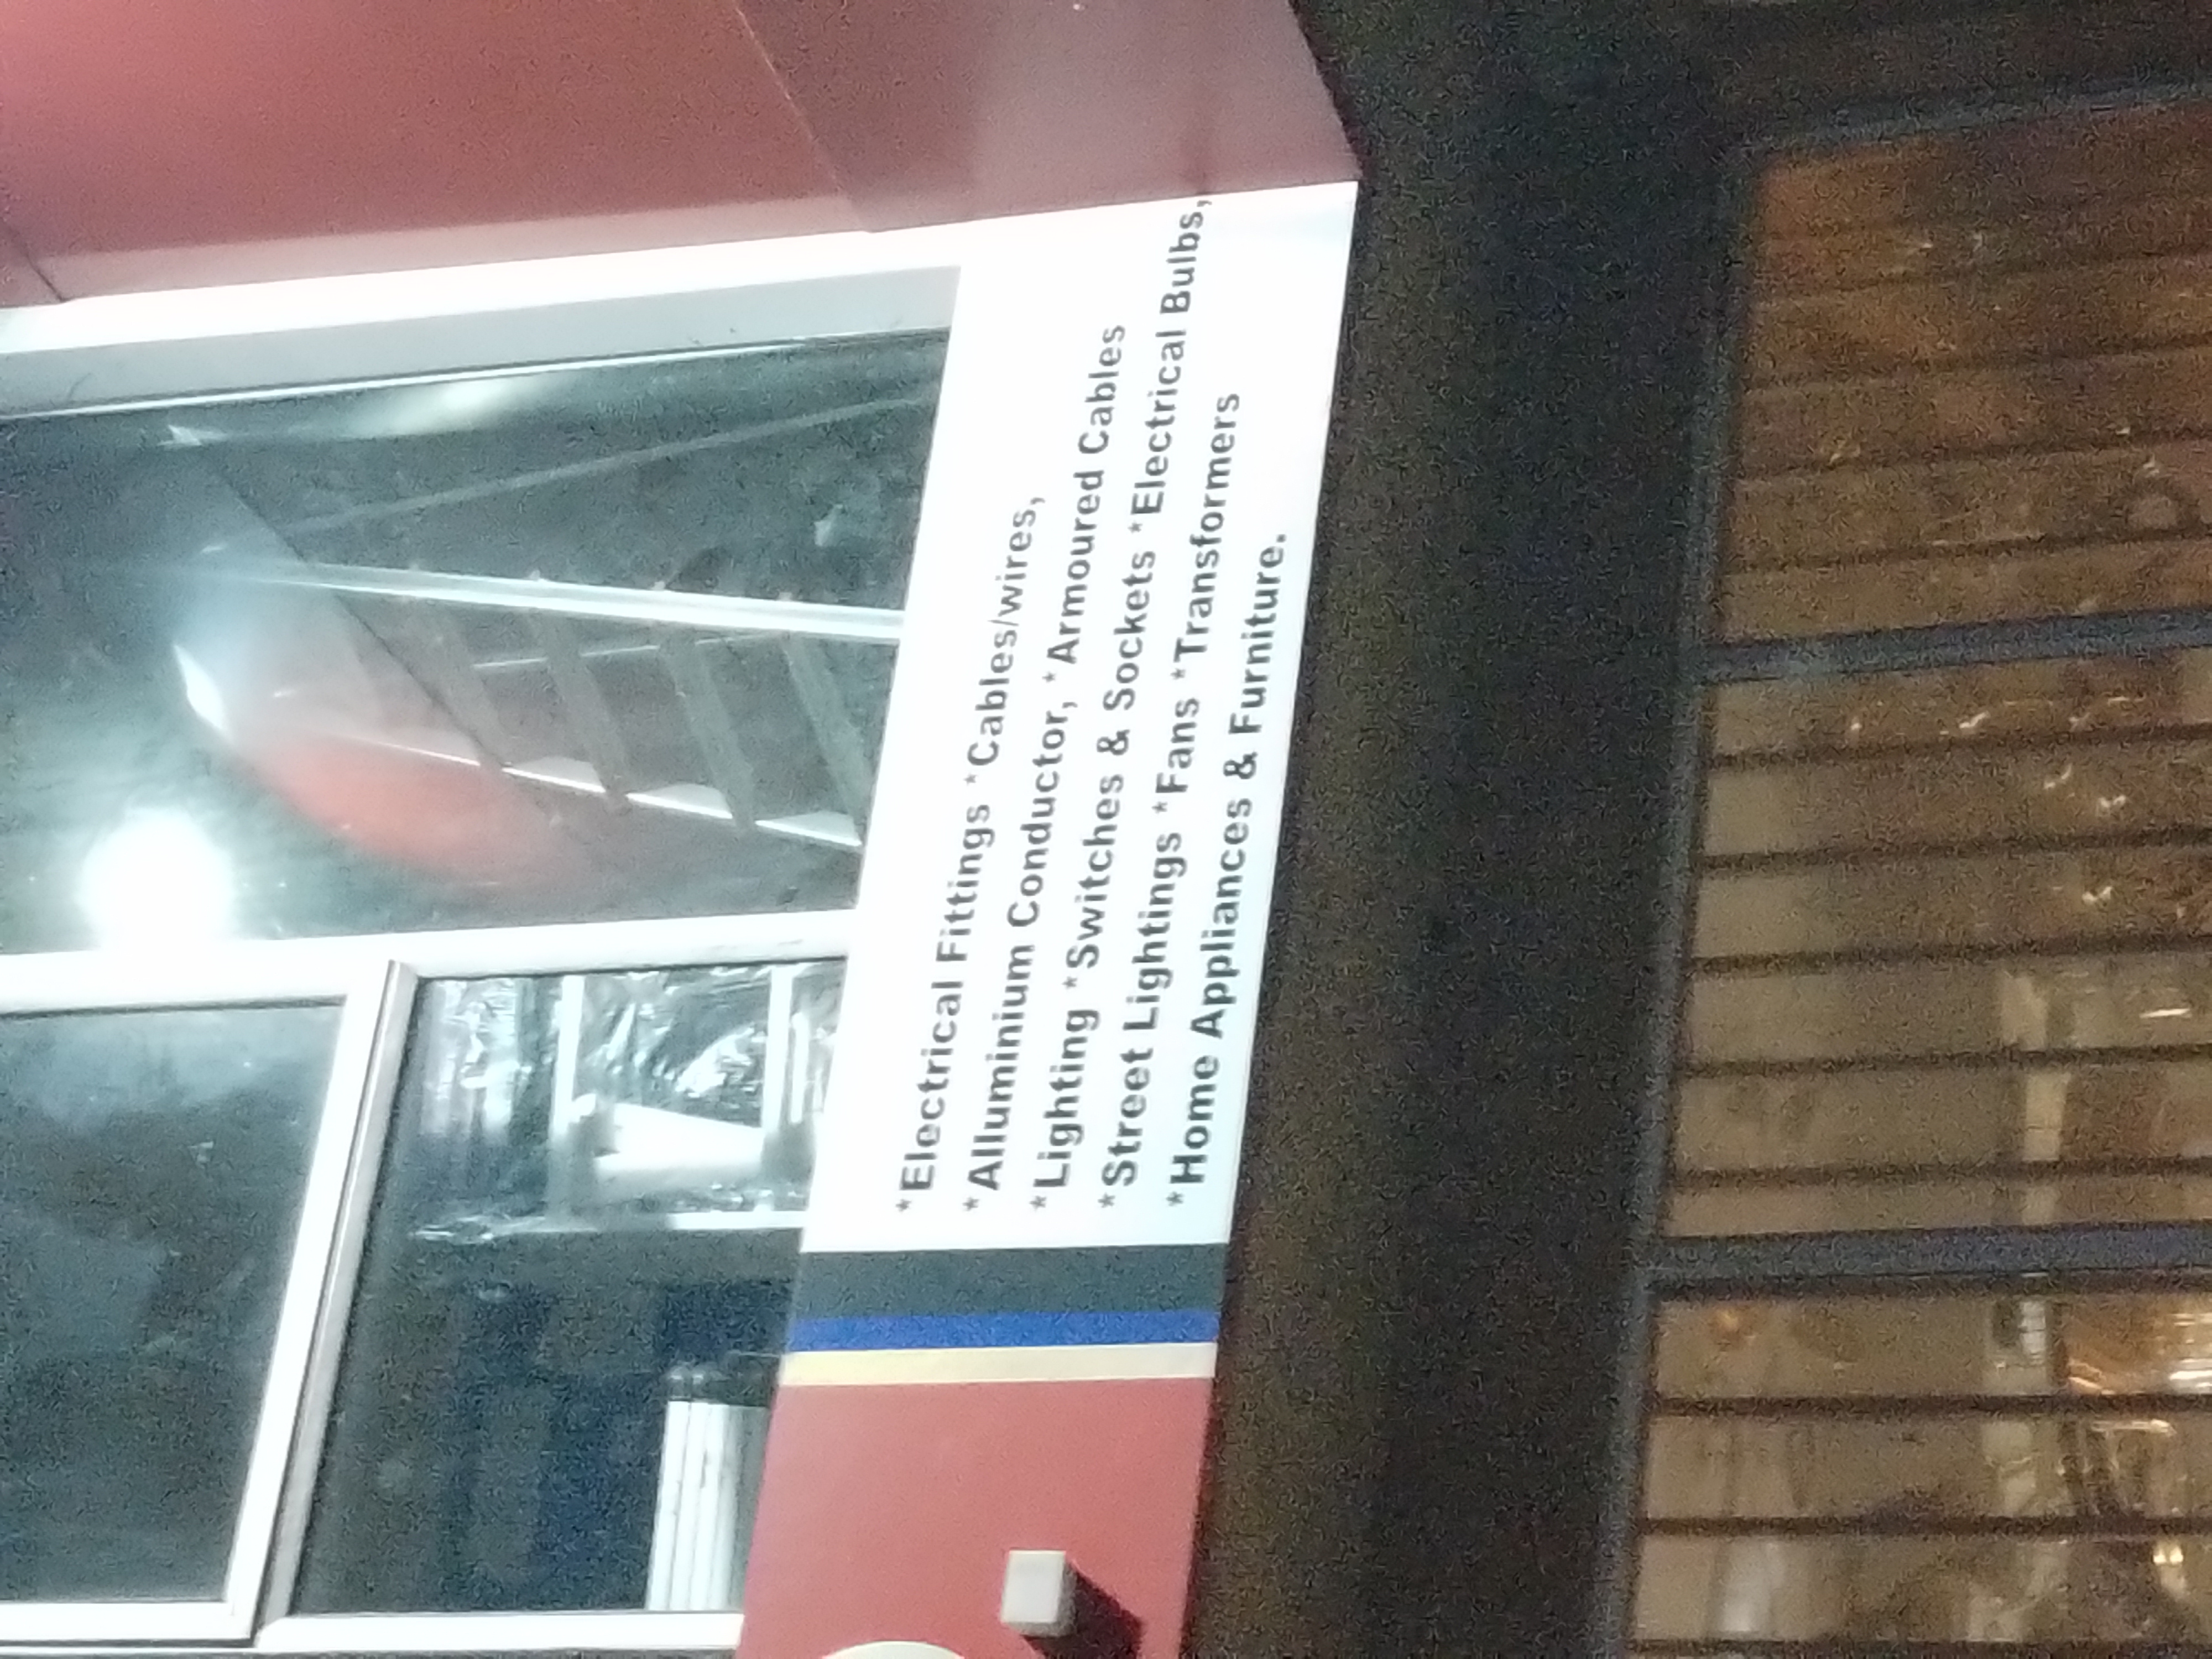 *Electrical Fittings *Cables/wires,
*Alluminium Conductor, *Armoured Cables
*Lighting *Switches & Sockets *Electrical Bulbs,
*Street Lightings *Fans *Transformers
*Home Appliances & Furniture.